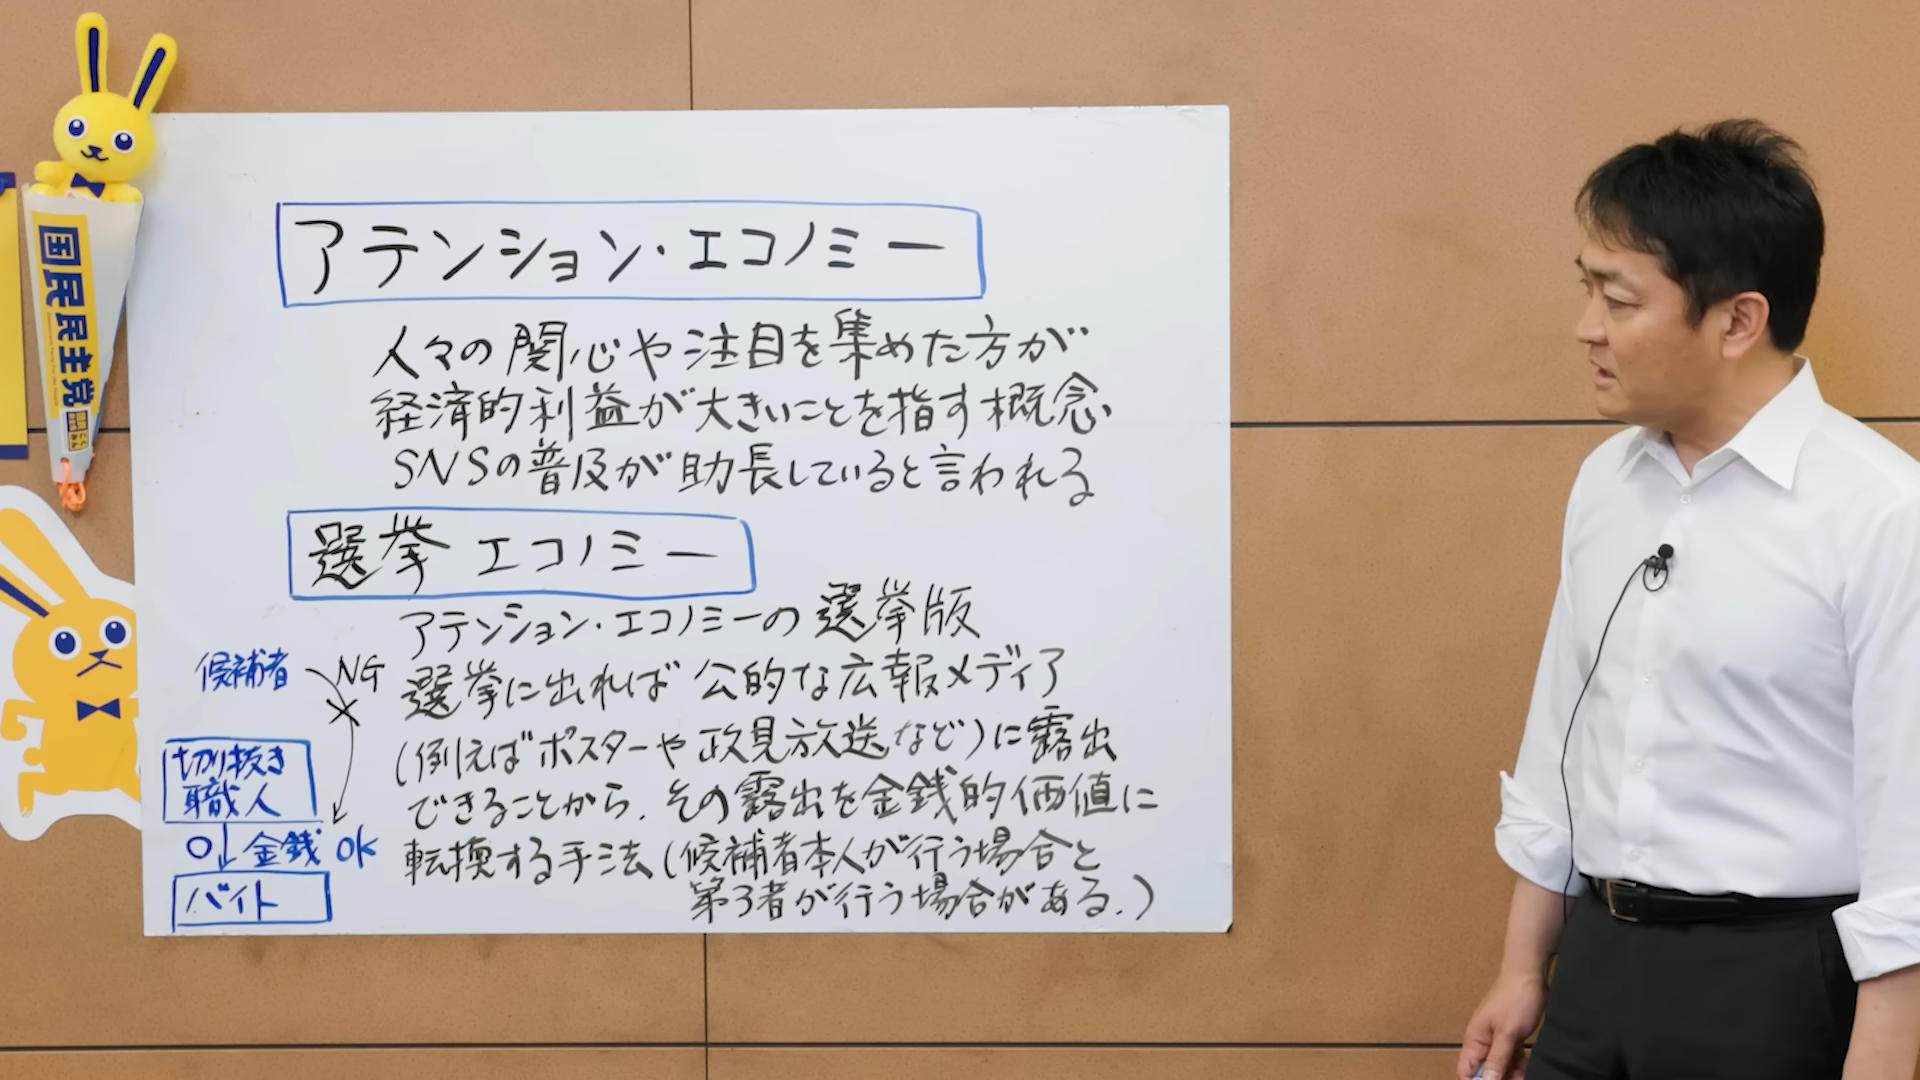 国民民主党
アテンション・エコノミー
人々の関心や注目を集めた方が
経済的利益が大きいことを指す概念
SNSの普及が助長していると言われる
選挙エコノミー
アテンション・エコノミーの選挙版
選挙に出れば公的な広報メディア
(例えばポスターや政見放送など)に露出
できることから、その露出を金銭的価値に
転換する手法(候補者本人が行う場合と
第3者が行う場合がある.)
候補者 NG
切り抜き
職人
○↓金銭 OK
バイト